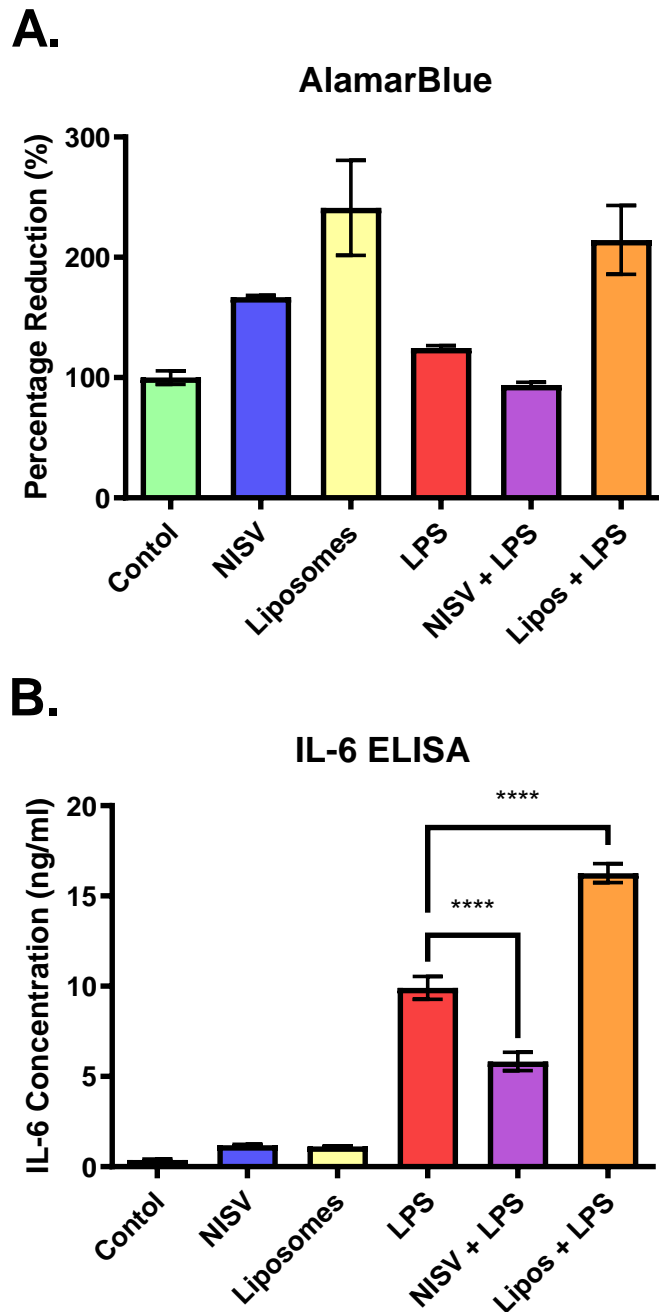 A.
AlamarBlue
Percentage Reduction (%)
300
200
100
0
Contol
NISV
Liposomes
LPS
NISV + LPS
Lipos + LPS
B.
IL-6 ELISA
IL-6 Concentration (ng/ml)
20
15
10
5
0
****
****
Contol
NISV
Liposomes
LPS
NISV + LPS
Lipos + LPS